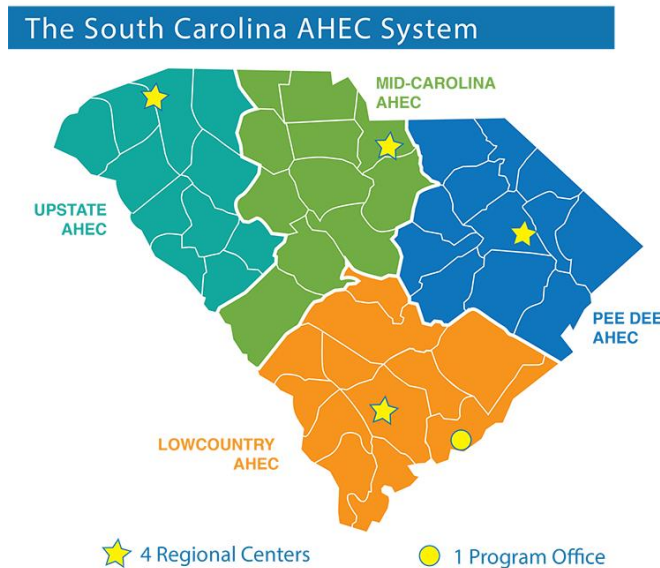 The South Carolina AHEC System
MID-CAROLINA
AHEC
UPSTATE
AHEC
PEE DEE
AHEC
LOWCOUNTRY
AHEC
4 Regional Centers
1 Program Office